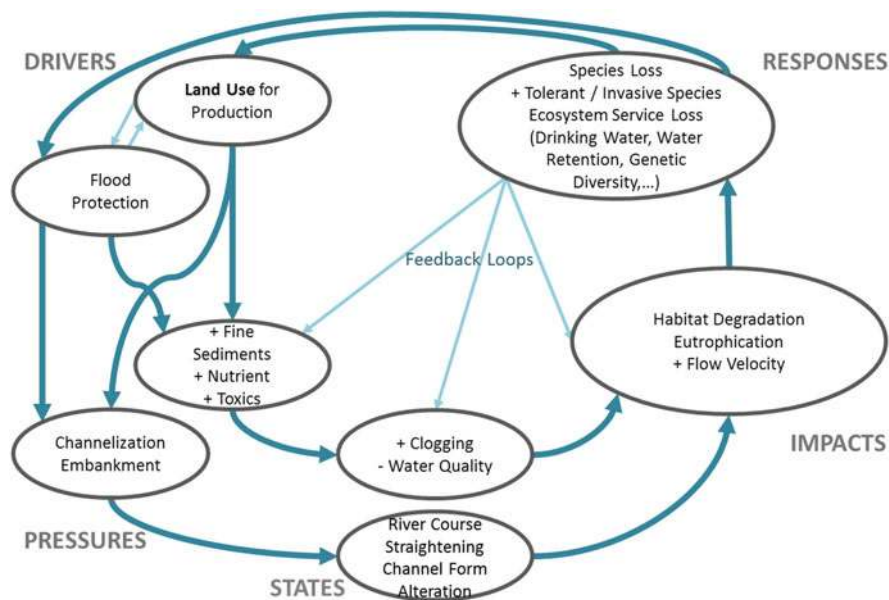 DRIVERS
Land Use for
Production
Flood
Protection
RESPONSES
Species Loss
+ Tolerant / Invasive Species
Ecosystem Service Loss
(Drinking Water, Water
Retention, Genetic
Diversity,...)
Feedback Loops
+ Fine
Sediments
+ Nutrient
+ Toxics
Habitat Degradation
Eutrophication
+ Flow Velocity
Channelization
Embankment
+ Clogging
- Water Quality
IMPACTS
PRESSURES
River Course
Straightening
Channel Form
Alteration
STATES